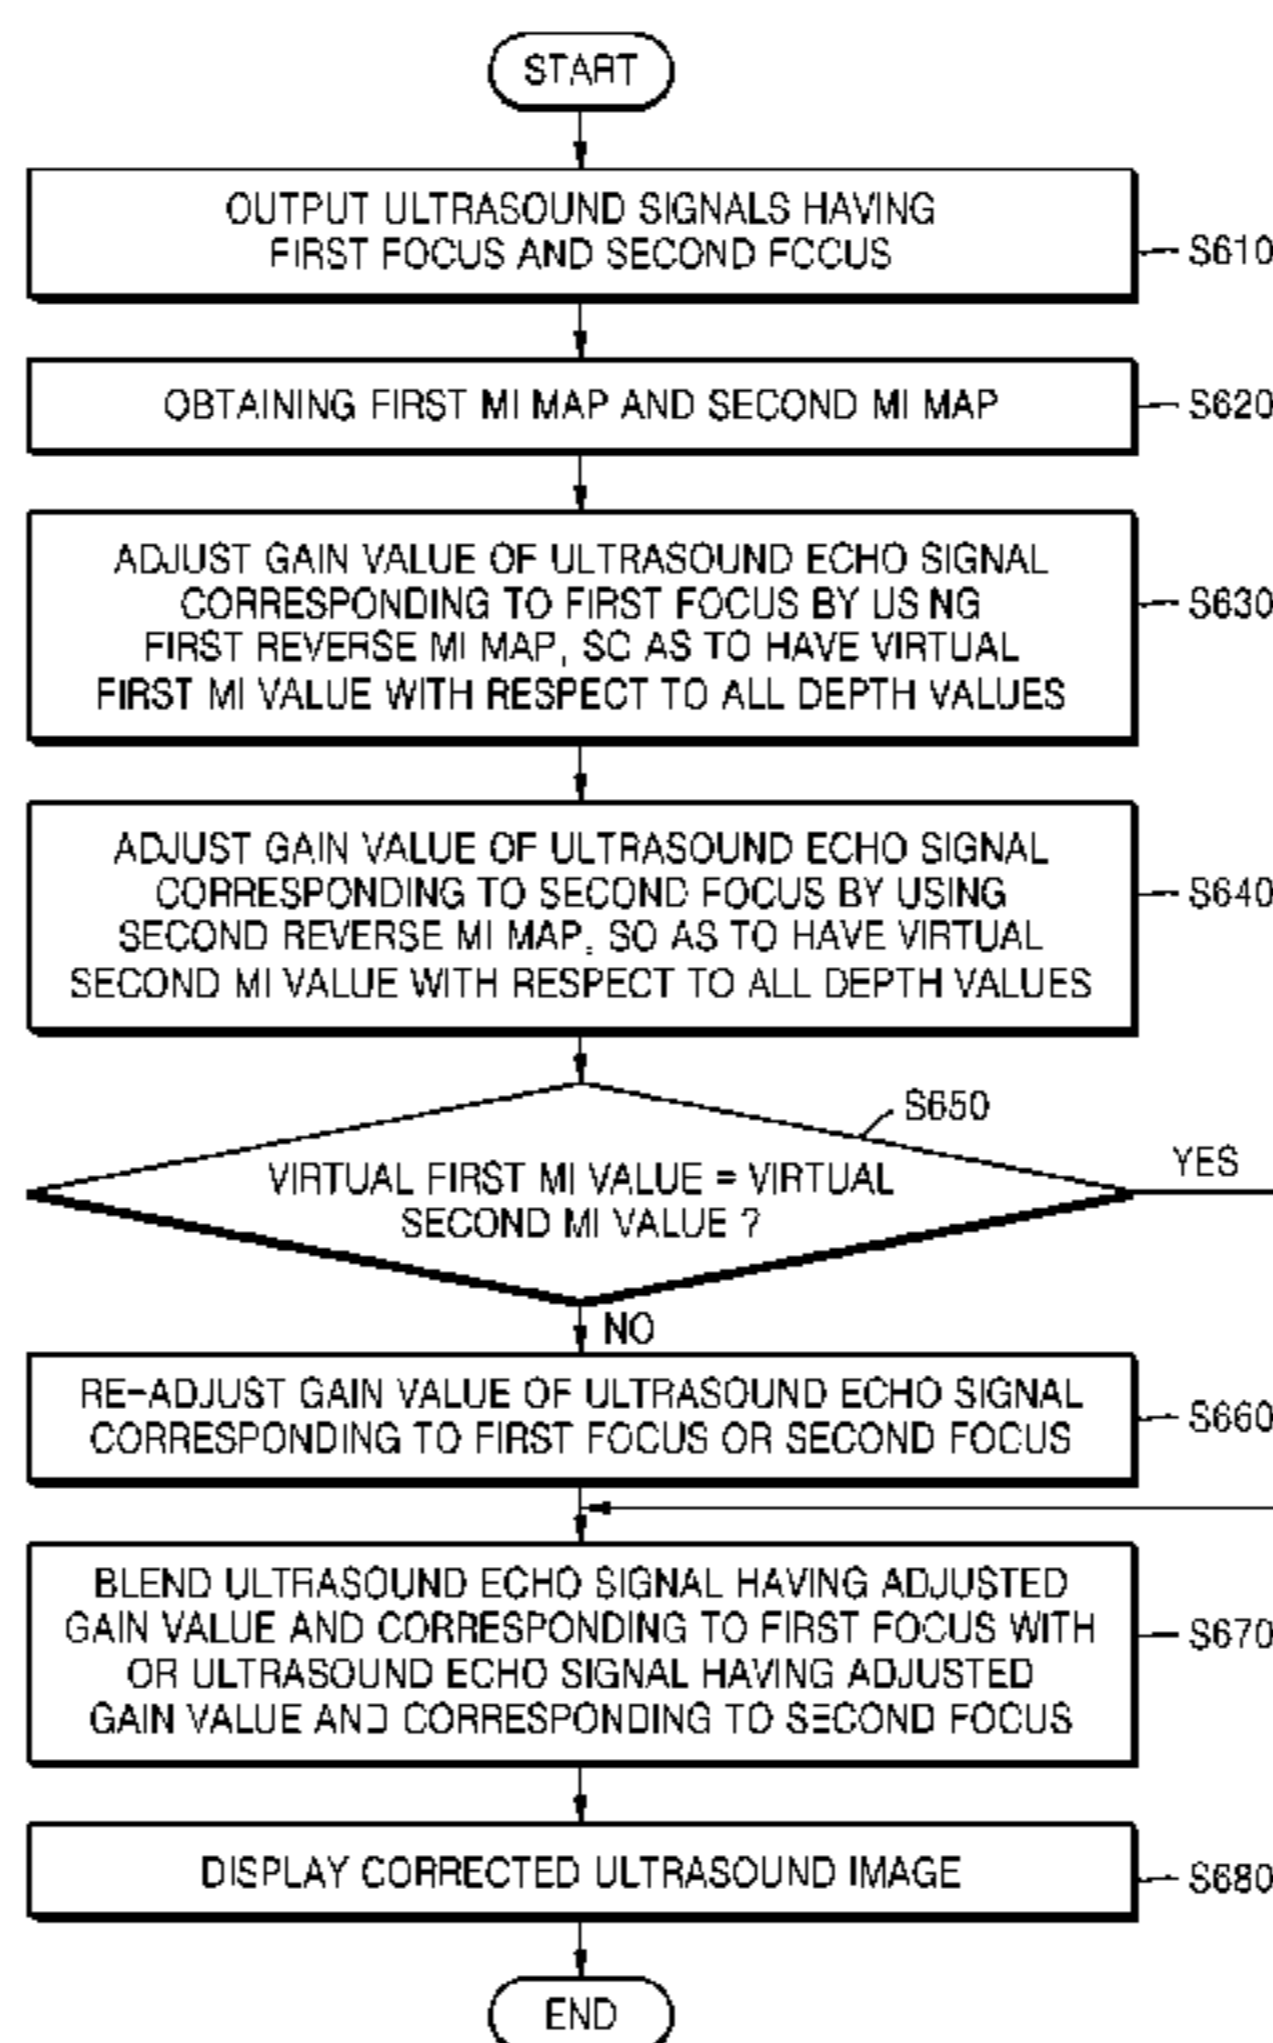 START
OUTPUT ULTRASOUND SIGNALS HAVING
FIRST FOCUS AND SECOND FCCUS
S610
OBTAINING FIRST MI MAP AND SECOND MI MAP
S620
ADJUST GAIN VALUE OF ULTRASOUND ECHO SIGNAL
CORRESPONDING TO FIRST FOCUS BY US NG
FIRST REVERSE MI MAP, SC AS TO HAVE VIRTUAL
FIRST MI VALUE WITH RESPECT TO ALL DEPTH VALUES
S630
ADJUST GAIN VALUE OF ULTRASOUND ECHO SIGNAL
CORRESPONDING TO SECOND FOCUS BY USING
SECOND REVERSE MI MAP, SO AS TO HAVE VIRTUAL
SECOND MI VALUE WITH RESPECT TO ALL DEPTH VALUES
S640
S650
VIRTUAL FIRST MI VALUE = VIRTUAL
SECOND MI VALUE ?
YES
NO
RE-ADJUST GAIN VALUE OF ULTRASOUND ECHO SIGNAL
CORRESPONDING TO FIRST FOCUS OR SECOND FOCUS
S660
BLEND ULTRASOUND ECHO SIGNAL HAVING ADJUSTED
GAIN VALUE AND CORRESPONDING TO FIRST FOCUS WITH
OR ULTRASOUND ECHO SIGNAL HAVING ADJUSTED
GAIN VALUE AND CORRESPONDING TO SECOND FOCUS
S670
DISPLAY CORRECTED ULTRASOUND IMAGE
S680
END